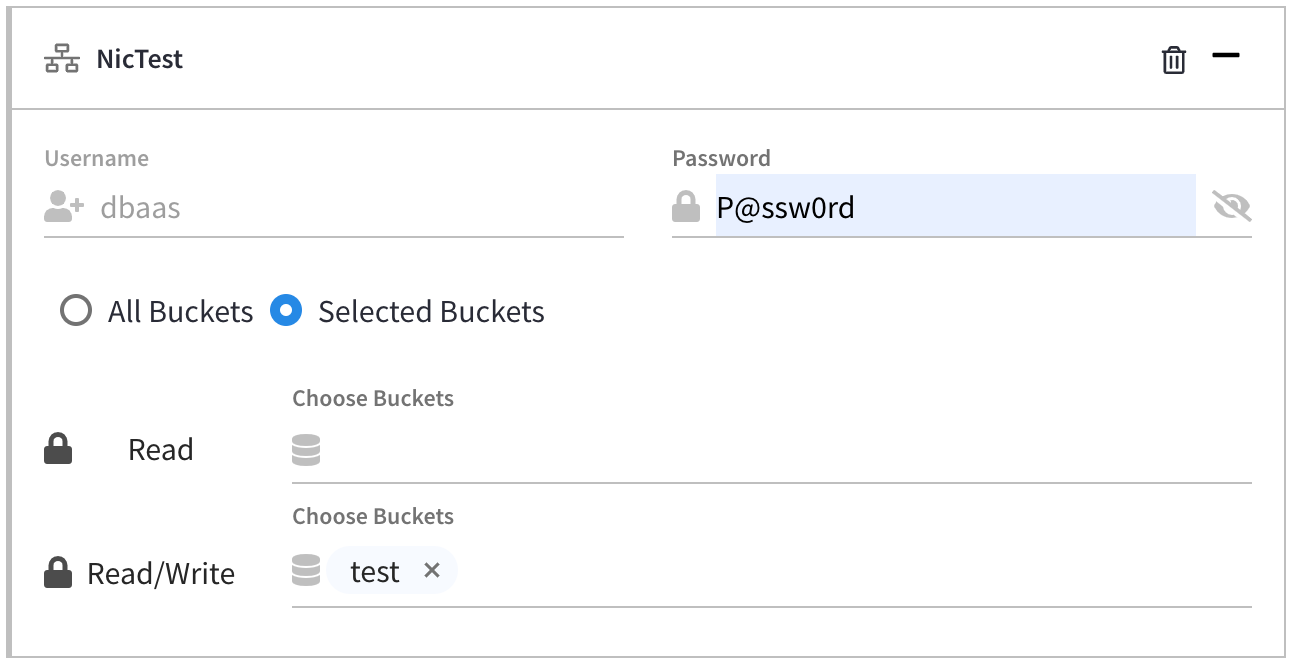 NicTest
Username
dbaas
Password
P@ssw0rd
All Buckets
Selected Buckets
Choose Buckets
Read
Choose Buckets
Read/Write
test